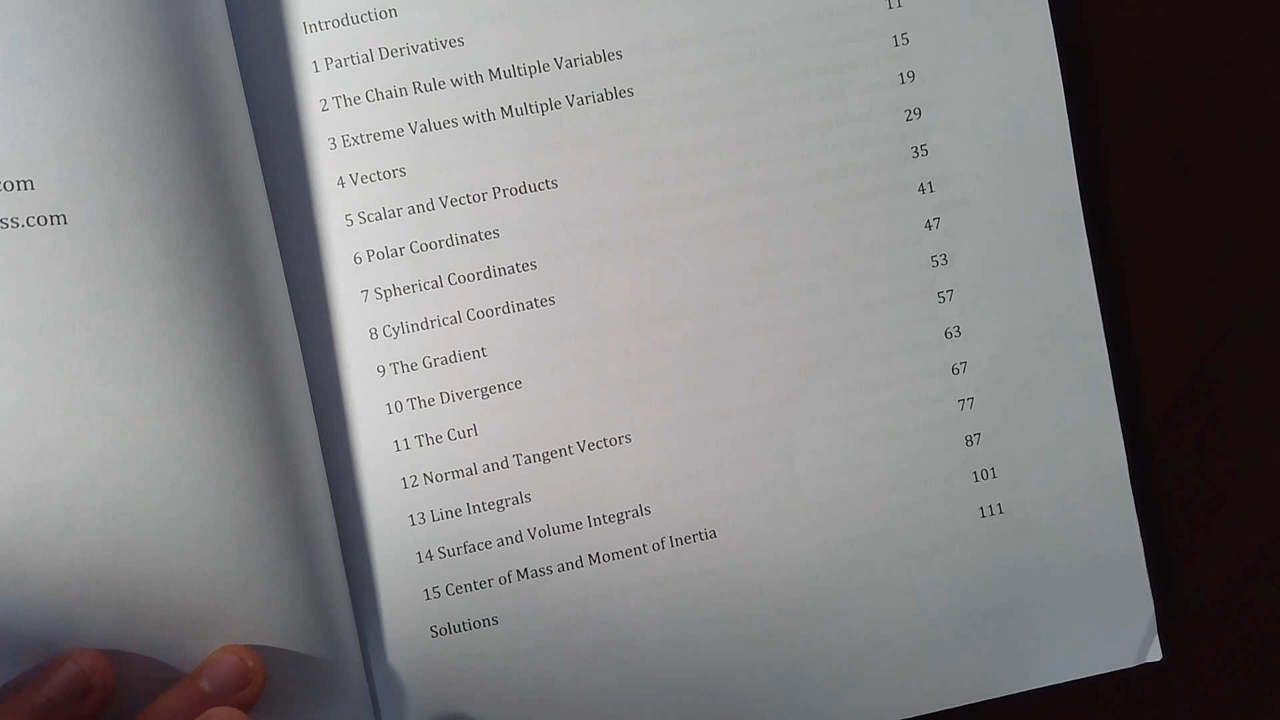 com
ss.com
Introduction
1 Partial Derivatives
2 The Chain Rule with Multiple Variables 11
3 Extreme Values with Multiple Variables 15
4 Vectors 19
5 Scalar and Vector Products 29
6 Polar Coordinates 35
7 Spherical Coordinates 41
8 Cylindrical Coordinates 47
9 The Gradient 53
10 The Divergence 57
11 The Curl 63
12 Normal and Tangent Vectors 67
13 Line Integrals 77
14 Surface and Volume Integrals 87
15 Center of Mass and Moment of Inertia 101
Solutions 111